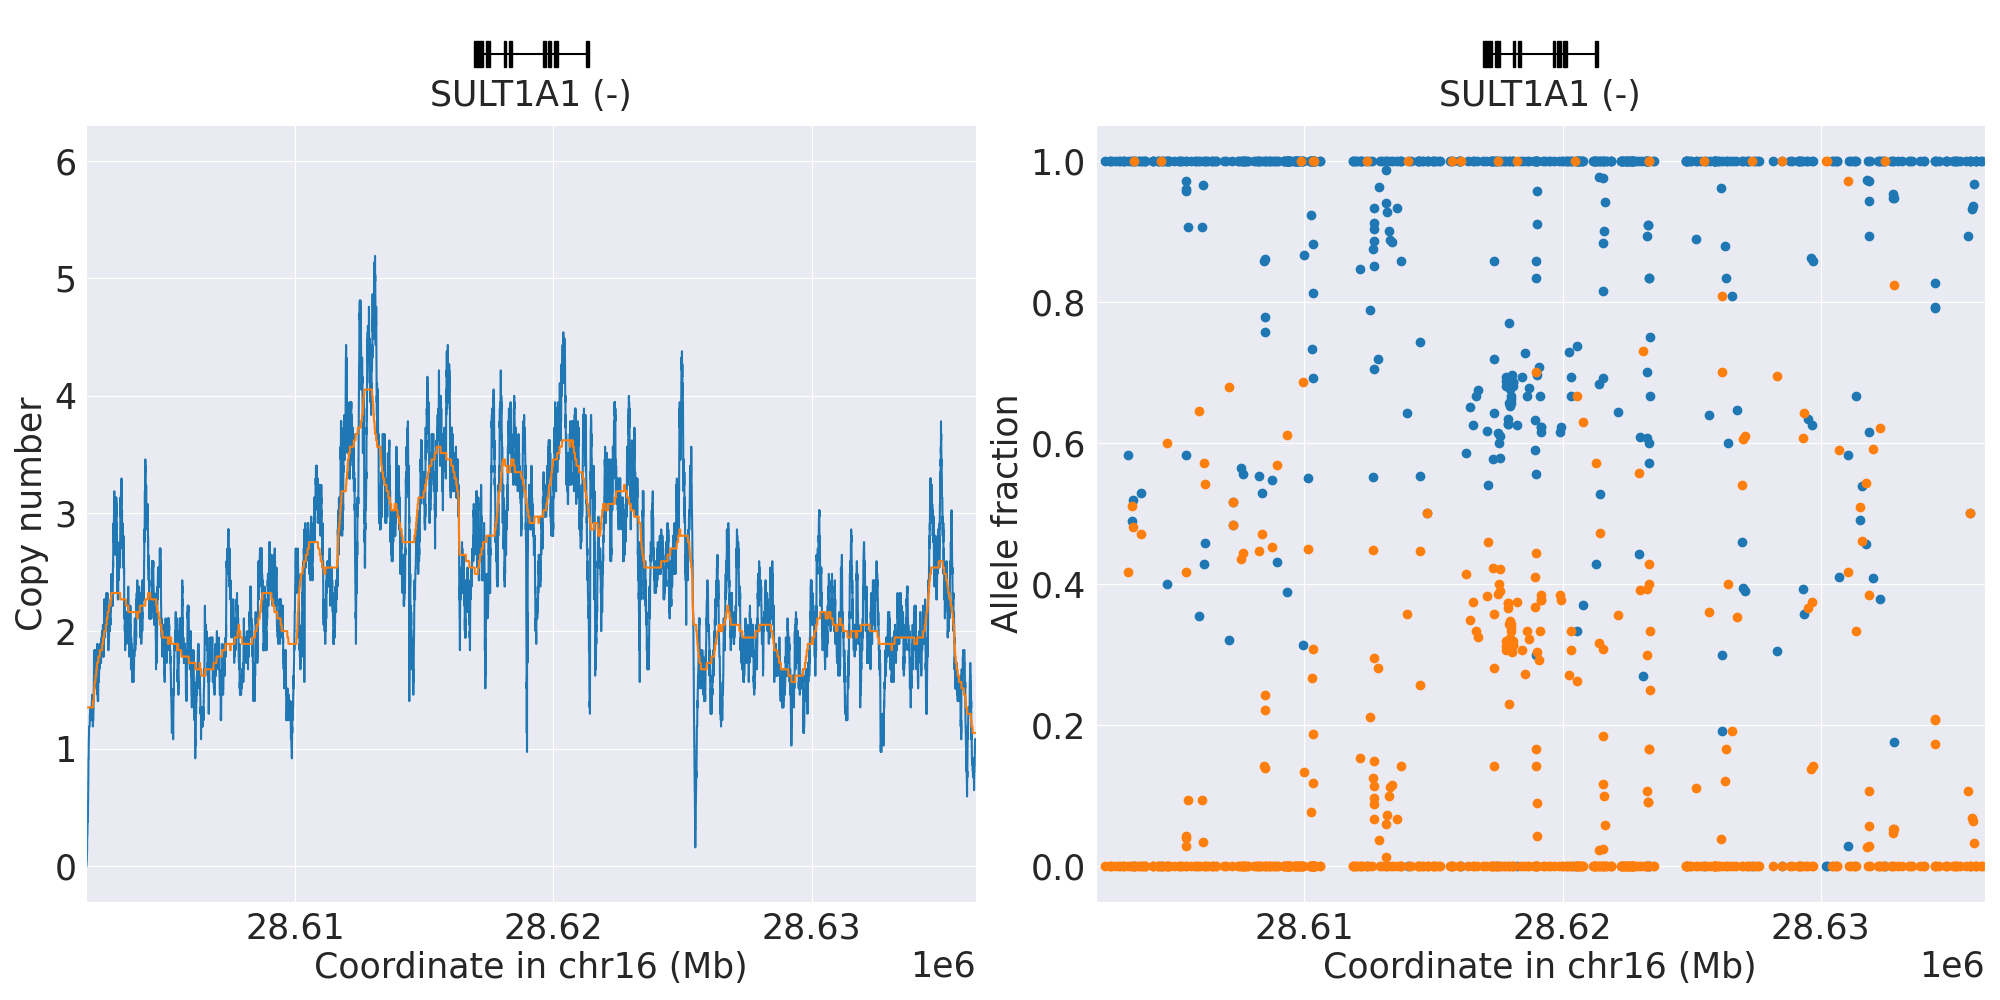 SULT1A1 (-)
Copy number
6
5
4
3
2
1
0
28.61
28.62
28.63
Coordinate in chr16 (Mb)
1e6
SULT1A1 (-)
Allele fraction
1.0
0.8
0.6
0.4
0.2
0.0
28.61
28.62
28.63
Coordinate in chr16 (Mb)
1e6